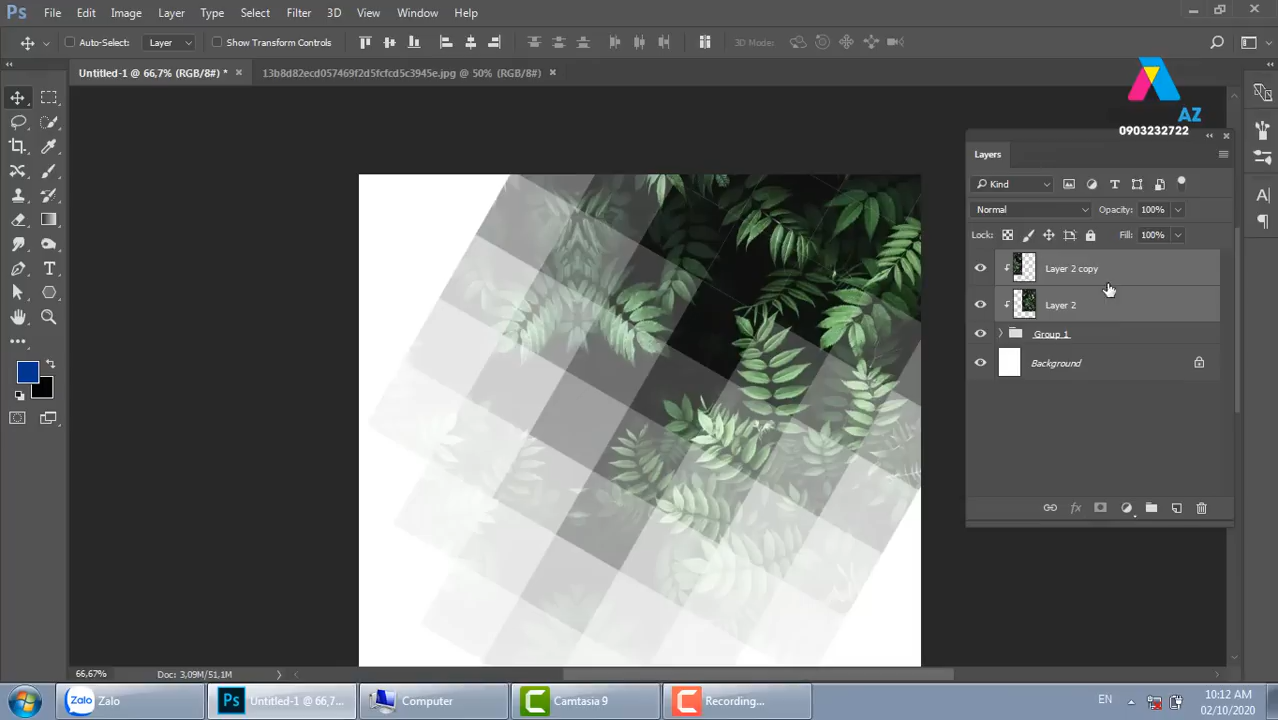 Ps File Edit Image Layer Type Select Filter 3D View Window Help
Auto-Select: Layer Show Transform Controls 3D Mode:
Untitled-1 @ 66,7% (RGB/8#) * × 13b8d82ecd057469f2d5fcfcd5c3945e.jpg @ 50% (RGB/8#) ×
AZ
0903232722
Layers
Kind
Normal Opacity: 100%
Lock: Fill: 100%
Layer 2 copy
Layer 2
Group 1
Background
66,67% Doc: 3,09M/51,1M
Zalo Zalo Ps Untitled-1 @ 66,7... Computer Camtasia 9 Recording... EN 10:12 AM
02/10/2020